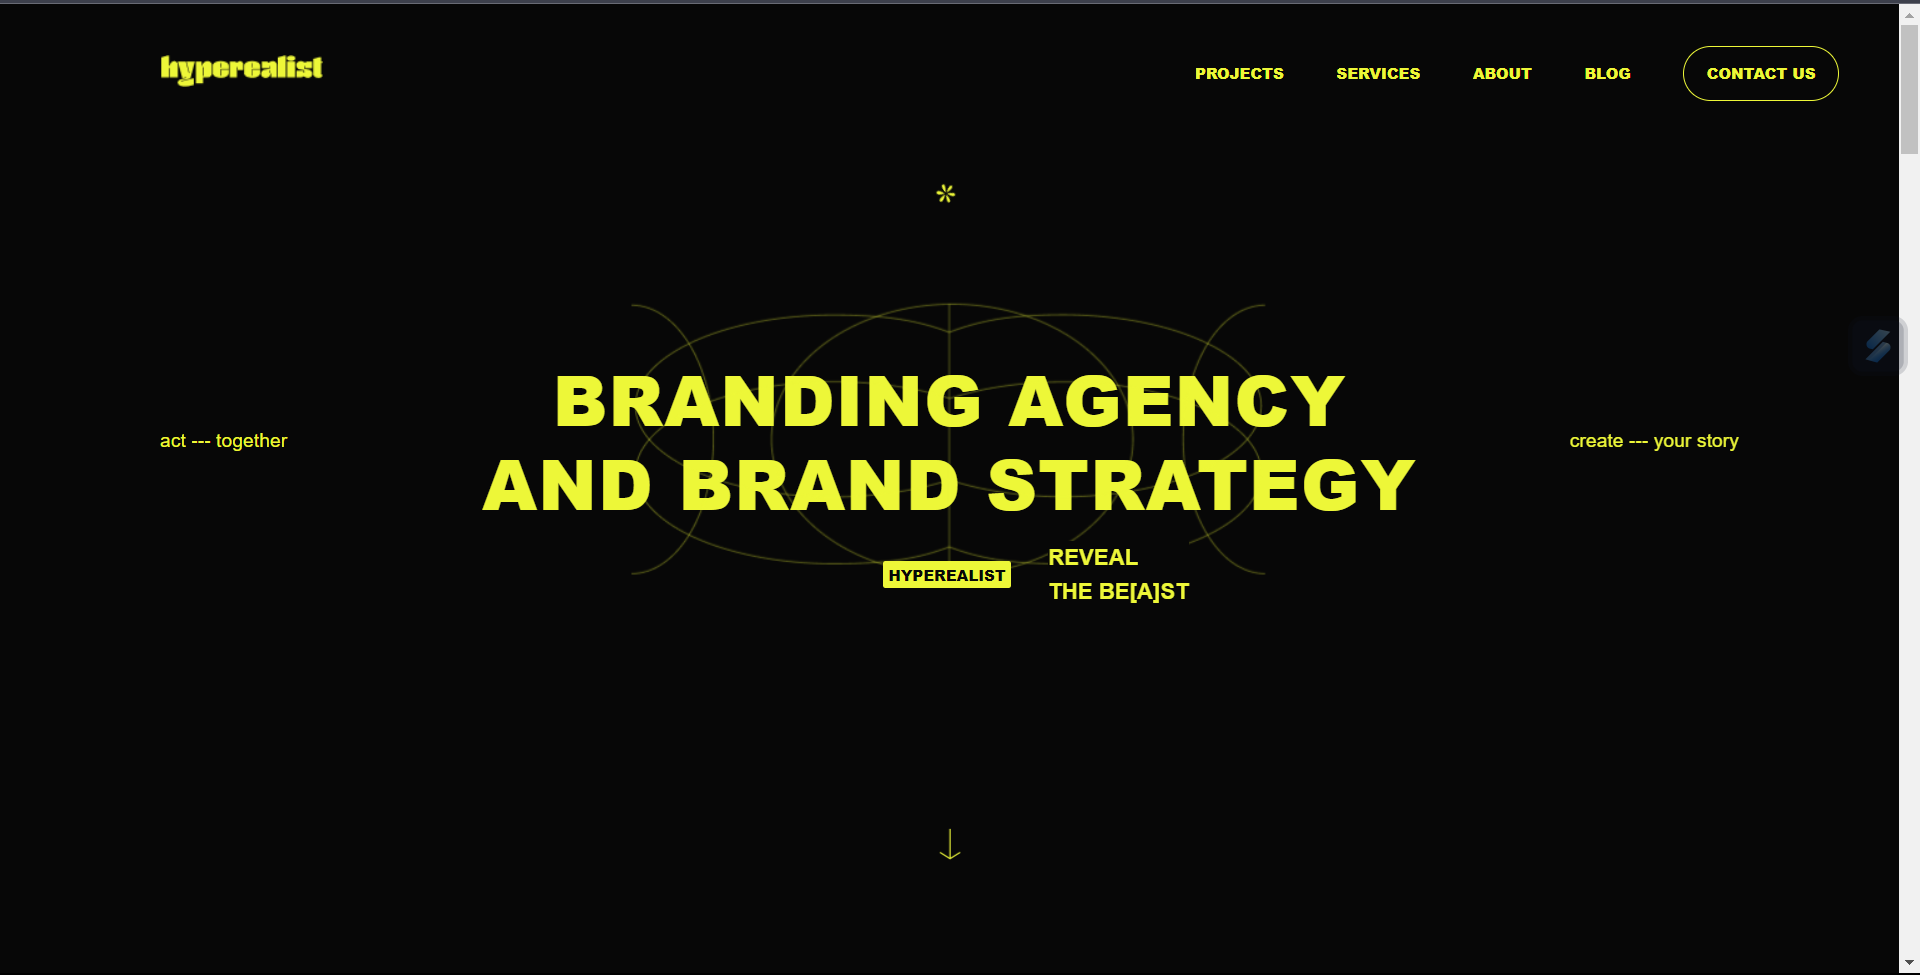 hyperealist
PROJECTS SERVICES ABOUT BLOG CONTACT US
BRANDING AGENCY
act --- together
create --- your story
AND BRAND STRATEGY
HYPEREALIST
REVEAL
THE BE[A]ST